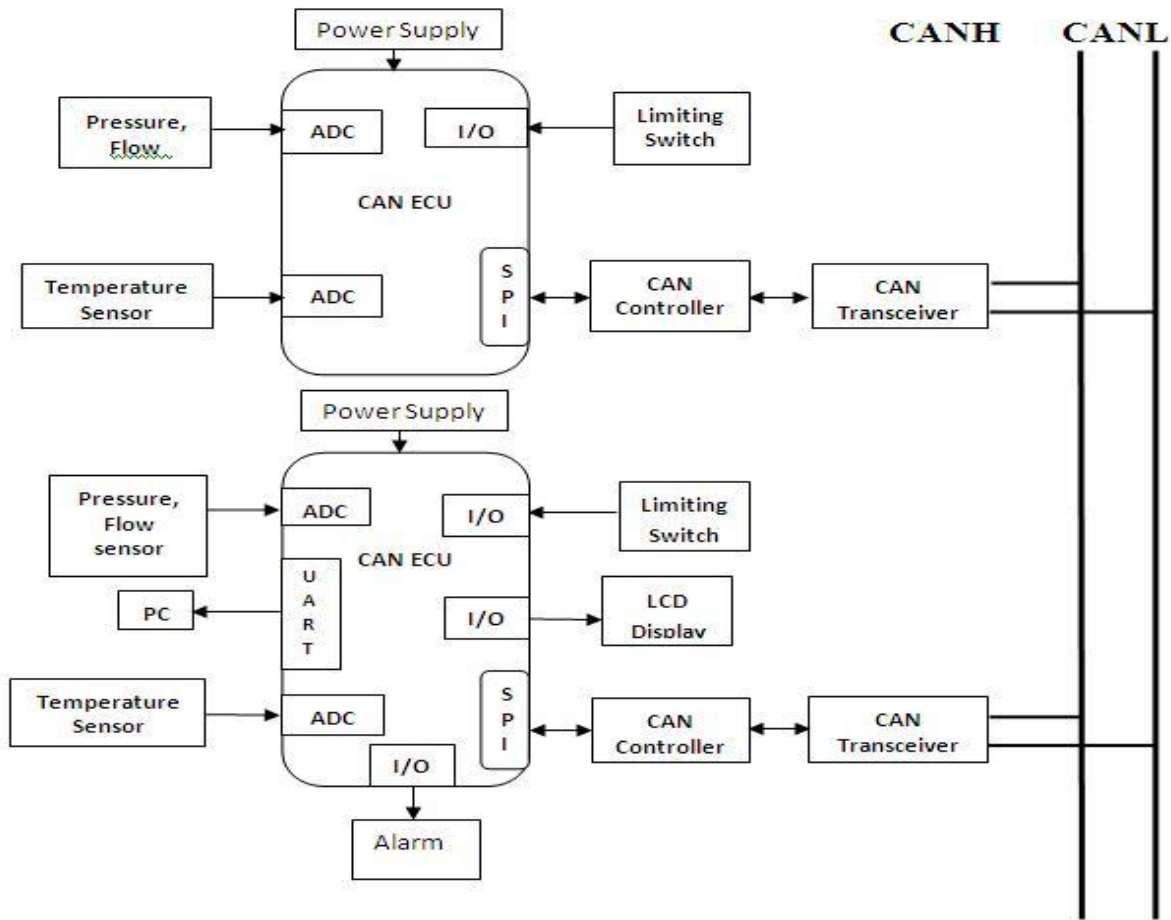 Power Supply
CANH
CANL
Pressure,
Flow
ADC
I/O
Limiting
Switch
CAN ECU
Temperature
Sensor
ADC
S
P
I
CAN
Controller
CAN
Transceiver
Power Supply
Pressure,
Flow
sensor
ADC
I/O
Limiting
Switch
CAN ECU
U
A
R
T
PC
I/O
LCD
Display
Temperature
Sensor
ADC
S
P
I
CAN
Controller
CAN
Transceiver
I/O
Alarm